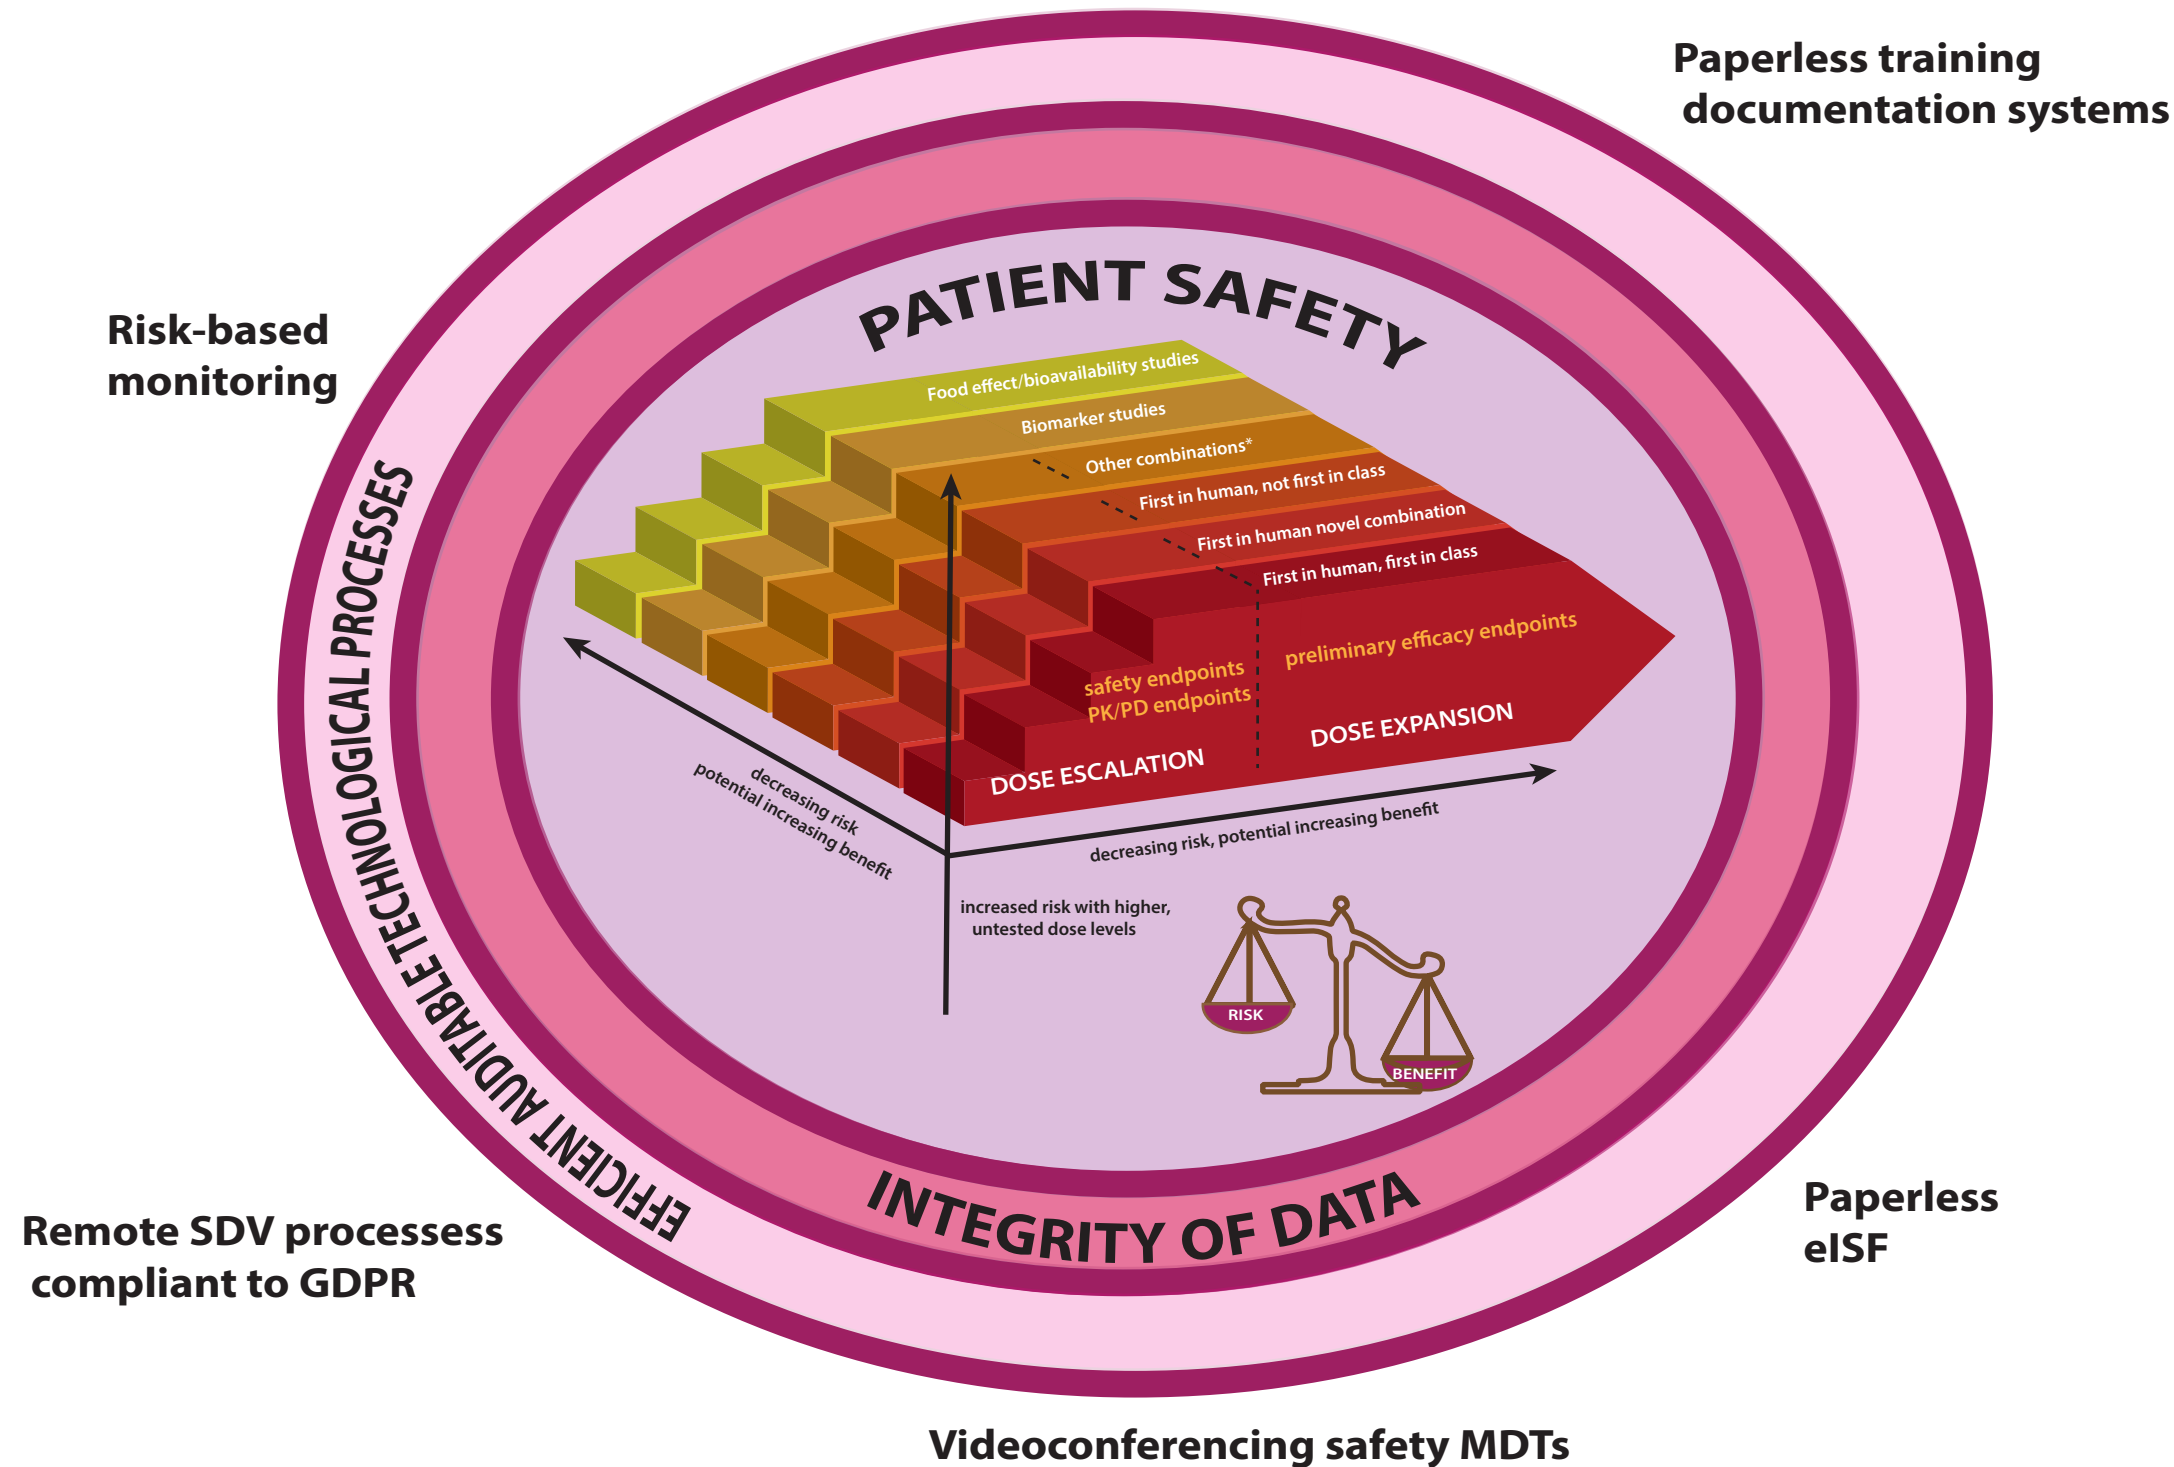 Paperless training
documentation systems
Risk-based
monitoring
PATIENT SAFETY
Food effect/bioavailability studies
Biomarker studies
Other combinations*
First in human, not first in class
First in human novel combination
First in human, first in class
preliminary efficacy endpoints
safety endpoints
PK/PD endpoints
DOSE EXPANSION
DOSE ESCALATION
decreasing risk
potential increasing benefit
decreasing risk, potential increasing benefit
increased risk with higher,
untested dose levels
RISK
BENEFIT
EFFICIENT AUDITABLE TECHNOLOGICAL PROCESSES
INTEGRITY OF DATA
Paperless
eISF
Remote SDV processess
compliant to GDPR
Videoconferencing safety MDTs